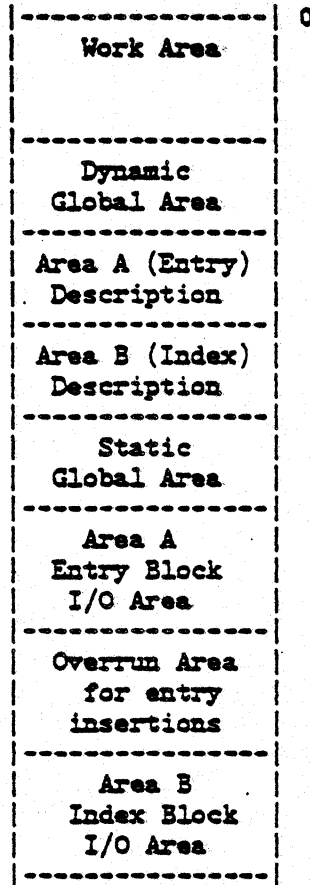 0
Work Area
Dynamic
Global Area
Area A (Entry)
Description
Area B (Index)
Description
Static
Global Area
Area A
Entry Block
I/O Area
Overrun Area
for entry
insertions
Area B
Index Block
I/O Area